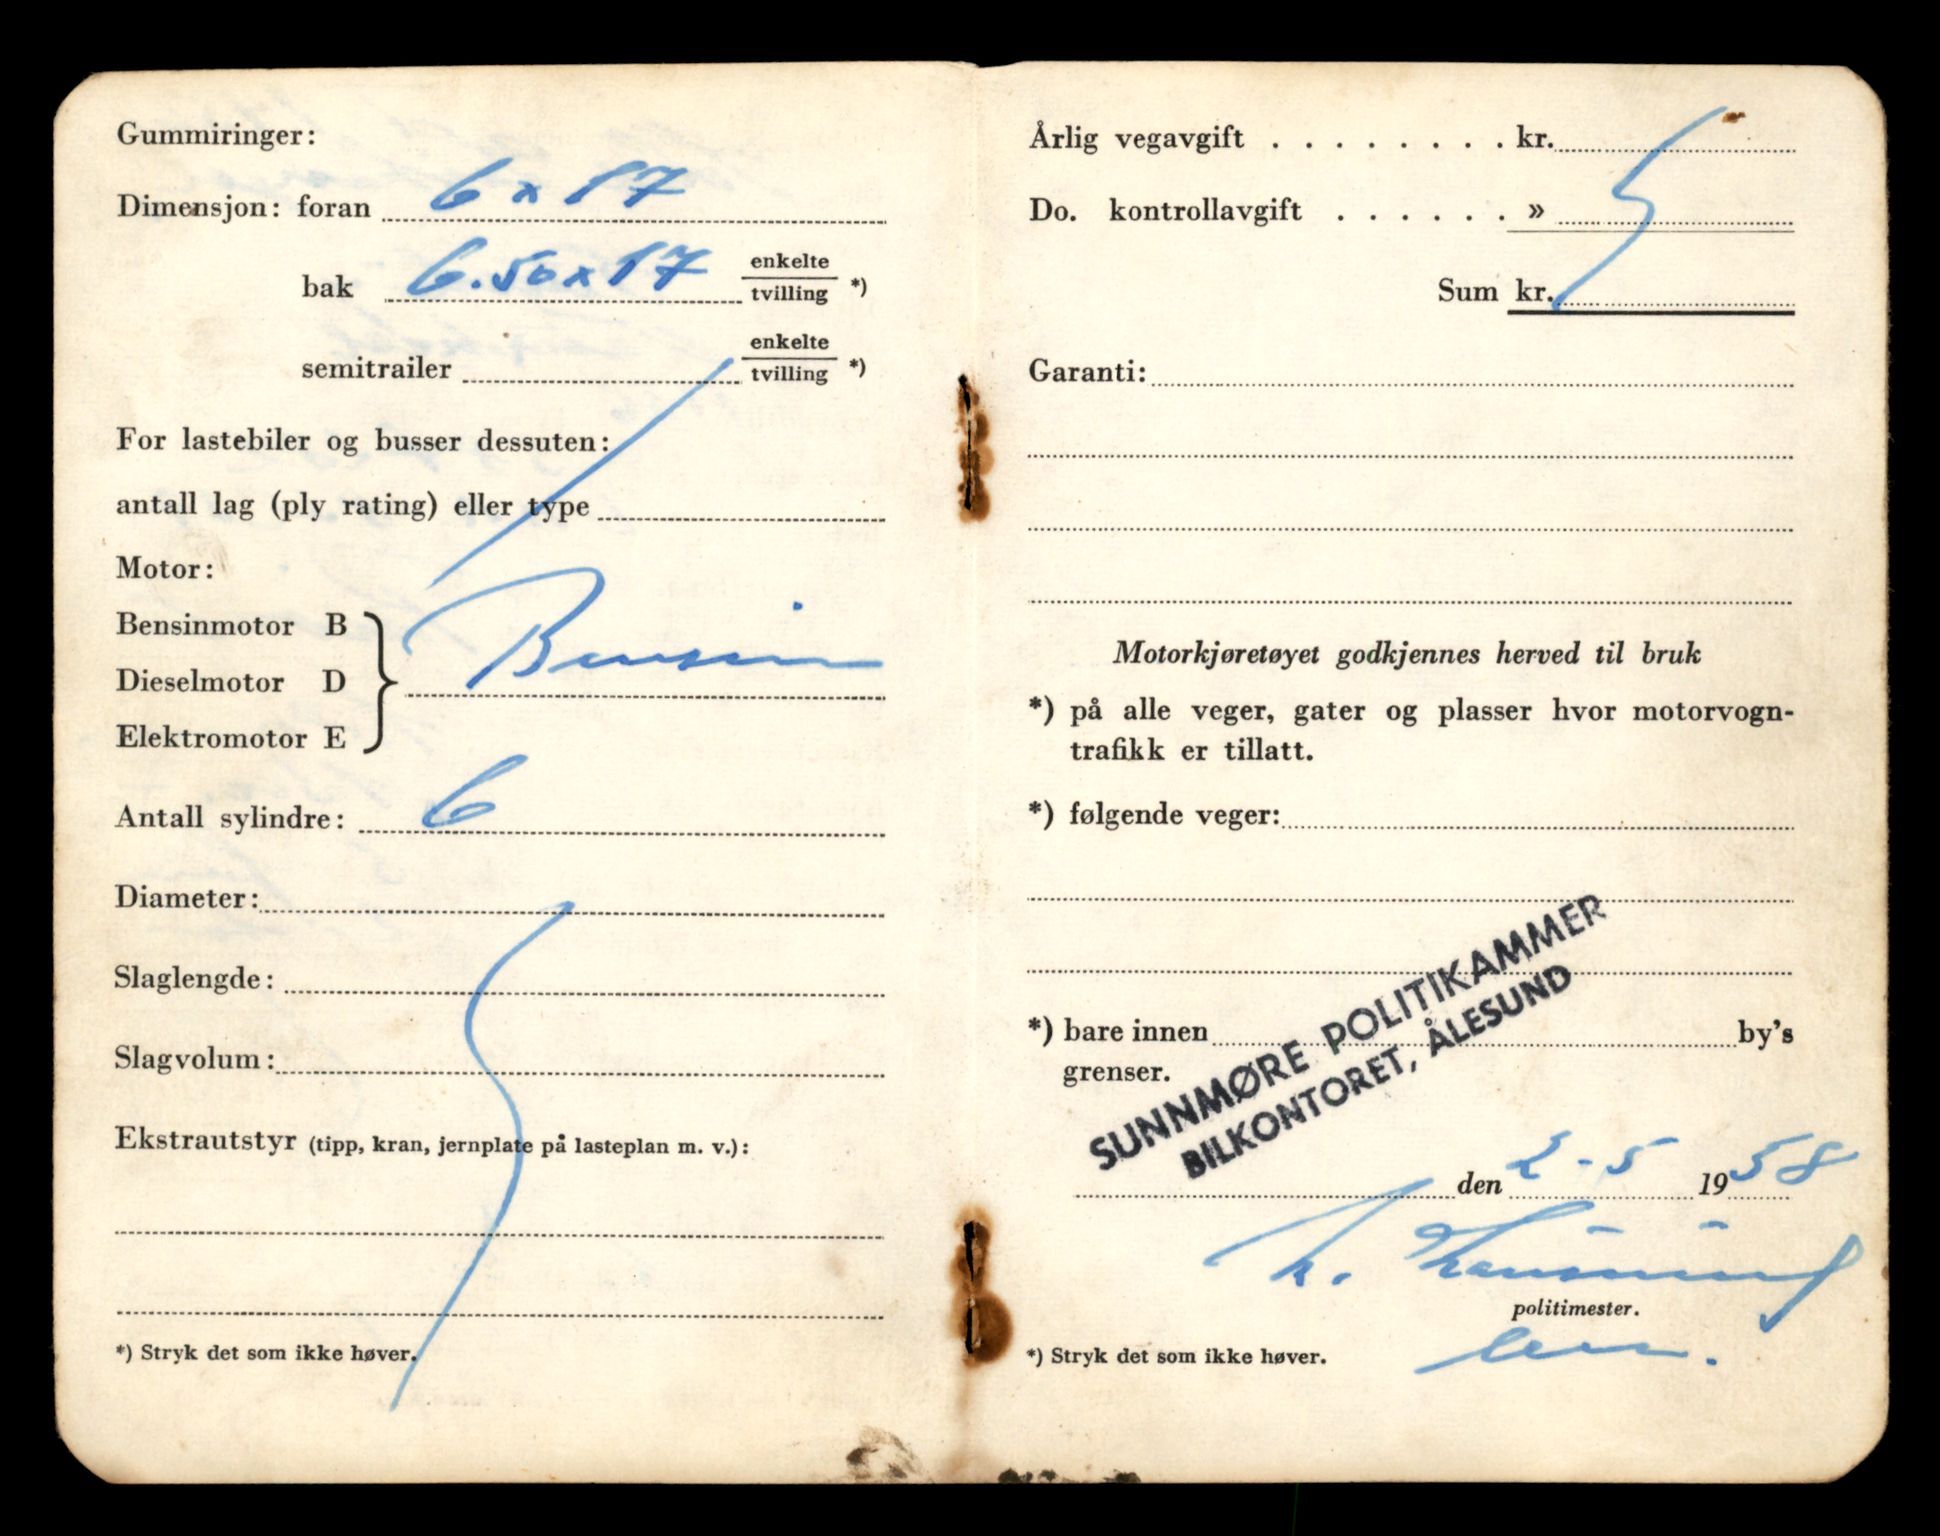 Gummiringer:
Dimensjon: foran 6 x 17
bak 6.50 x 17 enkelte
tvilling *)
semitrailer enkelte
tvilling *)
For lastebiler og busser dessuten:
antall lag (ply rating) eller type
Motor:
Bensinmotor B
Dieselmotor D Bensin
Elektromotor E
Antall sylindre: 6
Diameter:
Slaglengde:
Slagvolum:
Ekstrautstyr (tipp, kran, jernplate på lasteplan m. v.):
*) Stryk det som ikke høver.
Årlig vegavgift . . . . . . . . kr.
Do. kontrollavgift . . . . . . »
Sum kr.
Garanti:
Motorkjøretøyet godkjennes herved til bruk
*) på alle veger, gater og plasser hvor motorvogn-
trafikk er tillatt.
*) følgende veger:
*) bare innen by's
grenser.
SUNNMØRE POLITIKAMMER
BILKONTORET, ÅLESUND
den 2-5 1958
politimester.
*) Stryk det som ikke høver.